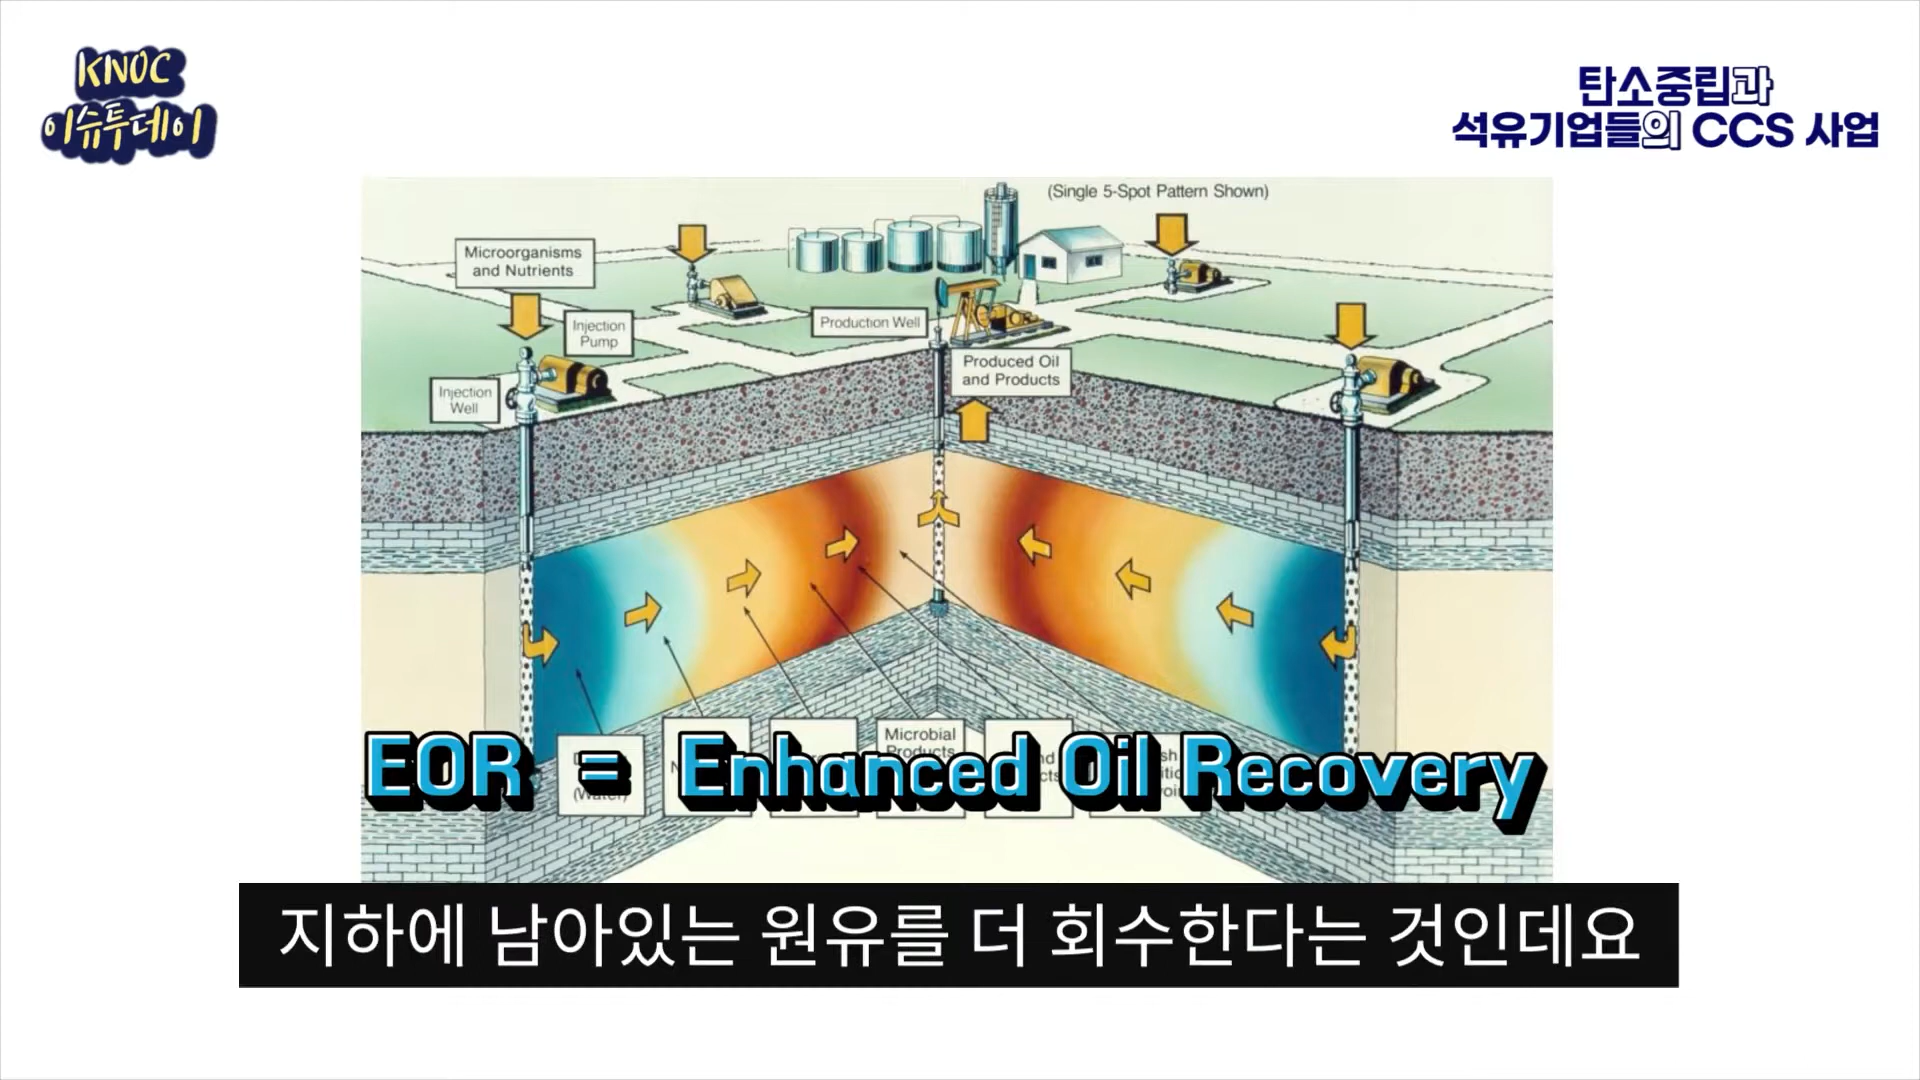 KNOC
이슈투데이
탄소중립과
석유기업들의 CCS 사업
(Single 5-Spot Pattern Shown)
Microorganisms
and Nutrients
Injection
Pump
Production Well
Produced Oil
and Products
Injection
Well
Microbial
Products
(Water)
EOR = Enhanced Oil Recovery
지하에 남아있는 원유를 더 회수한다는 것인데요